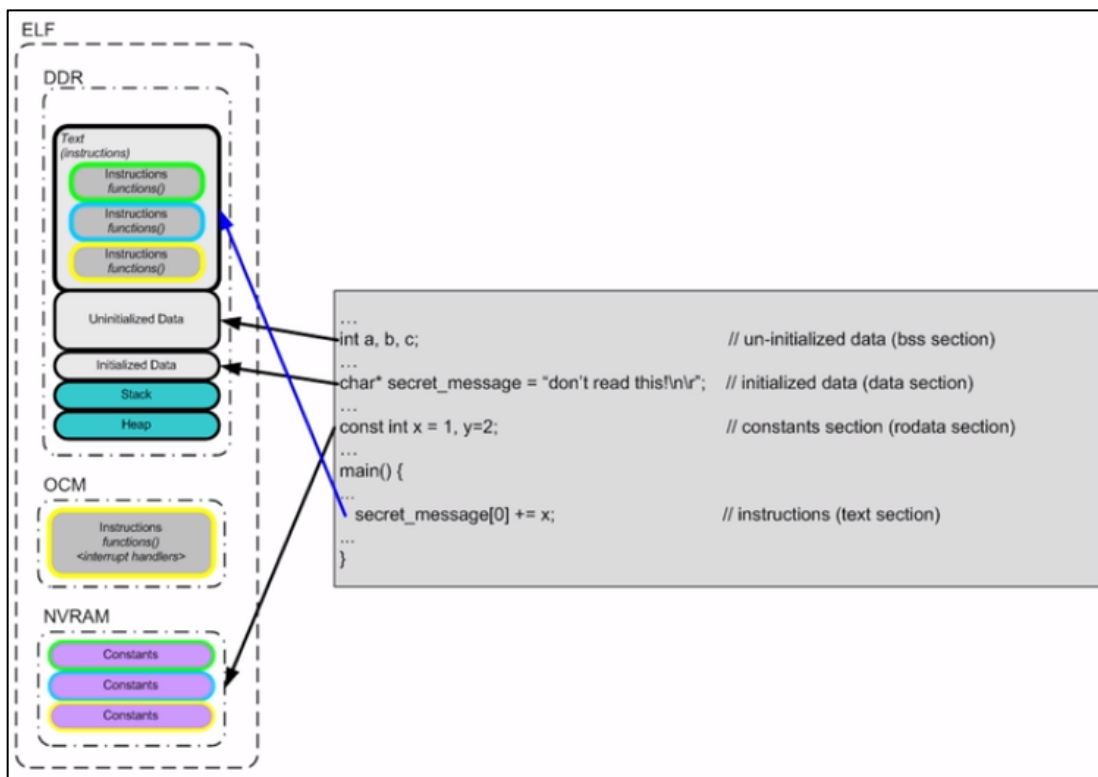 ELF
DDR
Text
(instructions)
Instructions
functions()
Instructions
functions()
Instructions
functions()
Uninitialized Data
Initialized Data
Stack
Heap
OCM
Instructions
functions()
<interrupt handlers>
NVRAM
Constants
Constants
Constants
...
int a, b, c; // un-initialized data (bss section)
...
char* secret_message = “don’t read this!\n\r”; // initialized data (data section)
...
const int x = 1, y=2; // constants section (rodata section)
...
main() {
...
secret_message[0] += x; // instructions (text section)
...
}